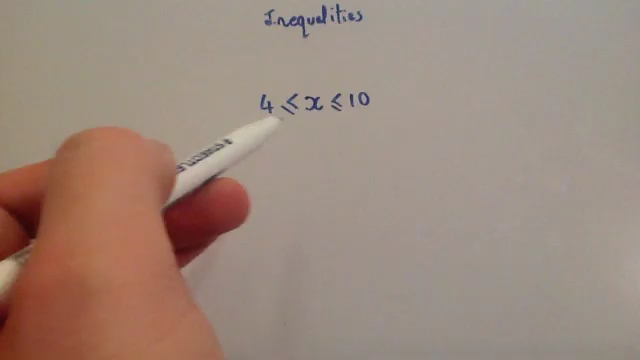 Inequalities
4 ≤ x ≤ 10